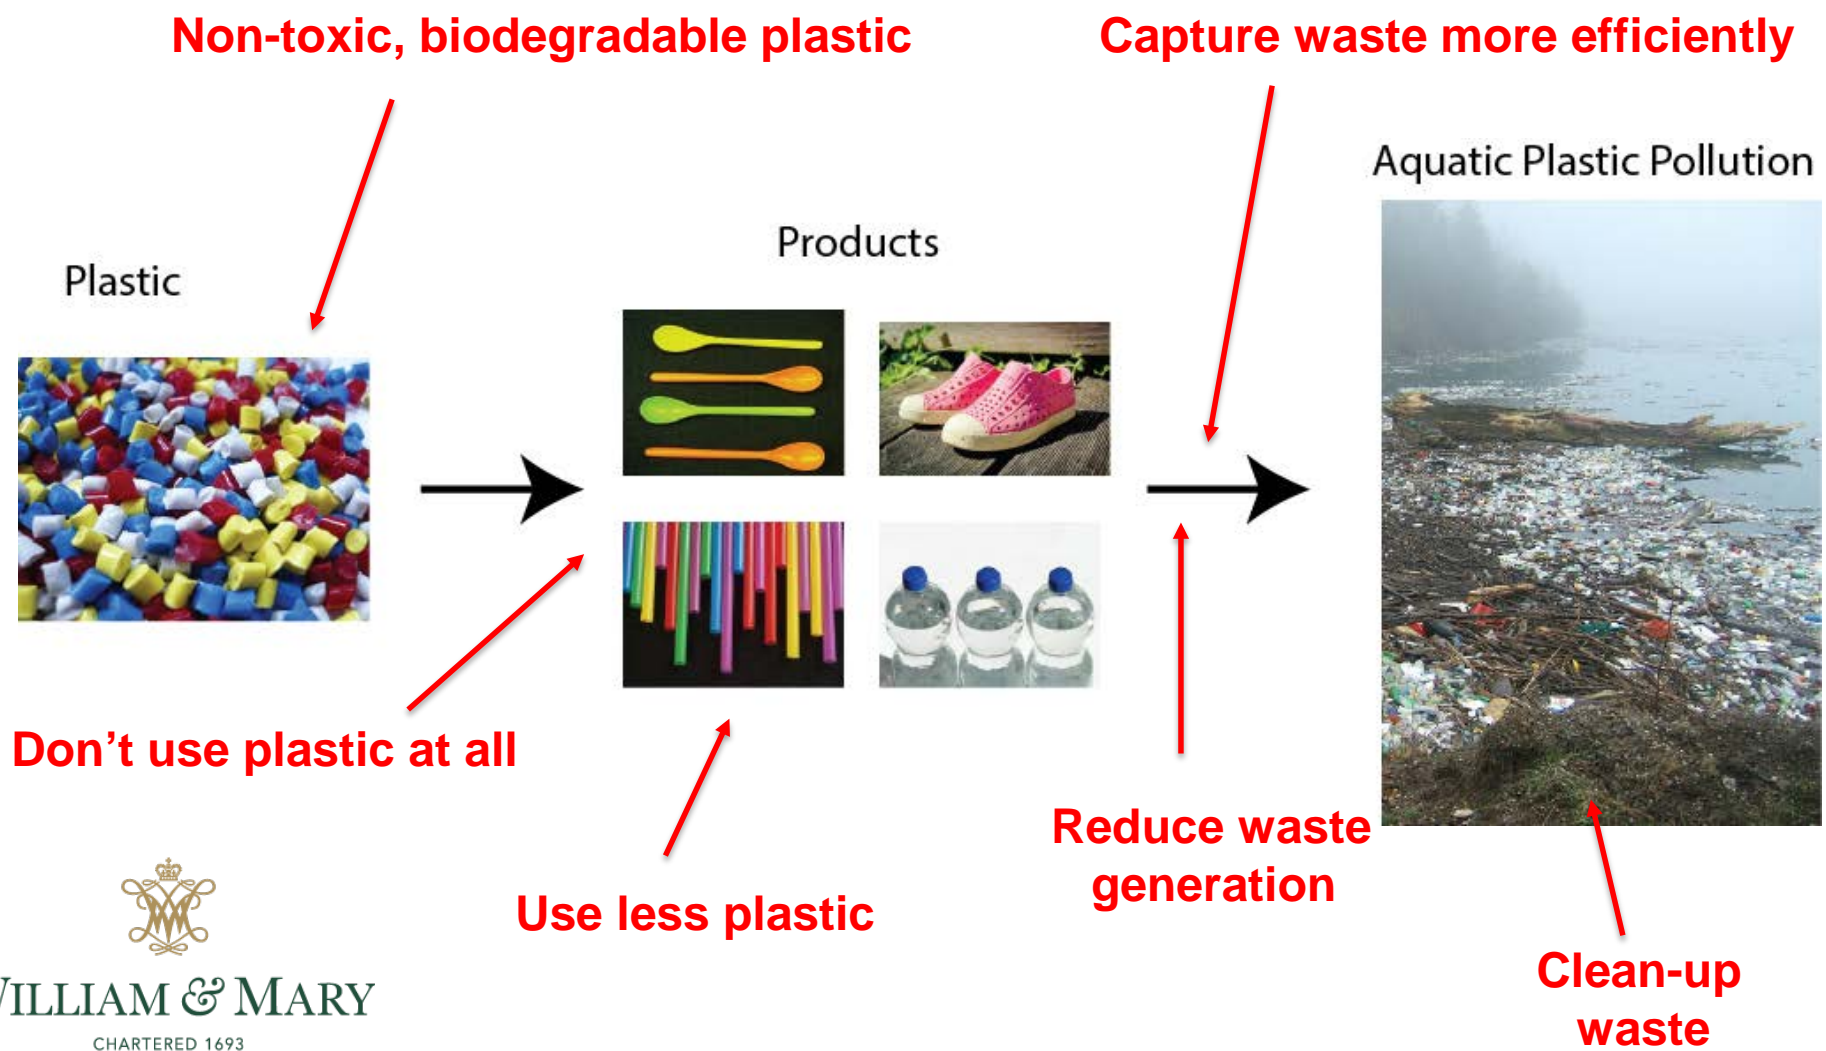 Non-toxic, biodegradable plastic
Capture waste more efficiently
Aquatic Plastic Pollution
Products
Plastic
Don’t use plastic at all
Use less plastic
Reduce waste
generation
Clean-up
waste
WILLIAM & MARY
CHARTERED 1693